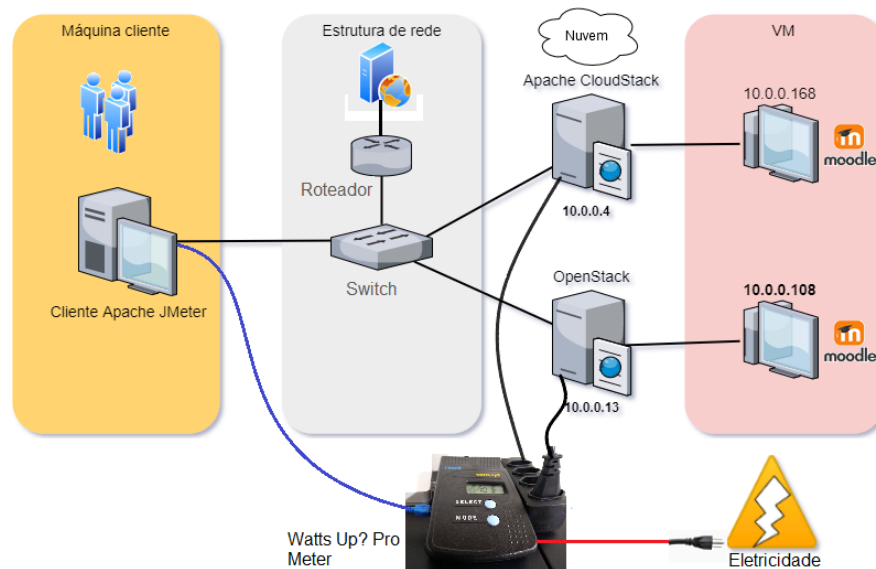 Máquina cliente
Estrutura de rede
Nuvem
VM
Apache CloudStack
10.0.0.168
moodle
Roteador
10.0.0.4
OpenStack
Switch
10.0.0.108
Cliente Apache JMeter
moodle
10.0.0.13
SELECT
MODE
Watts Up? Pro
Meter
Eletricidade